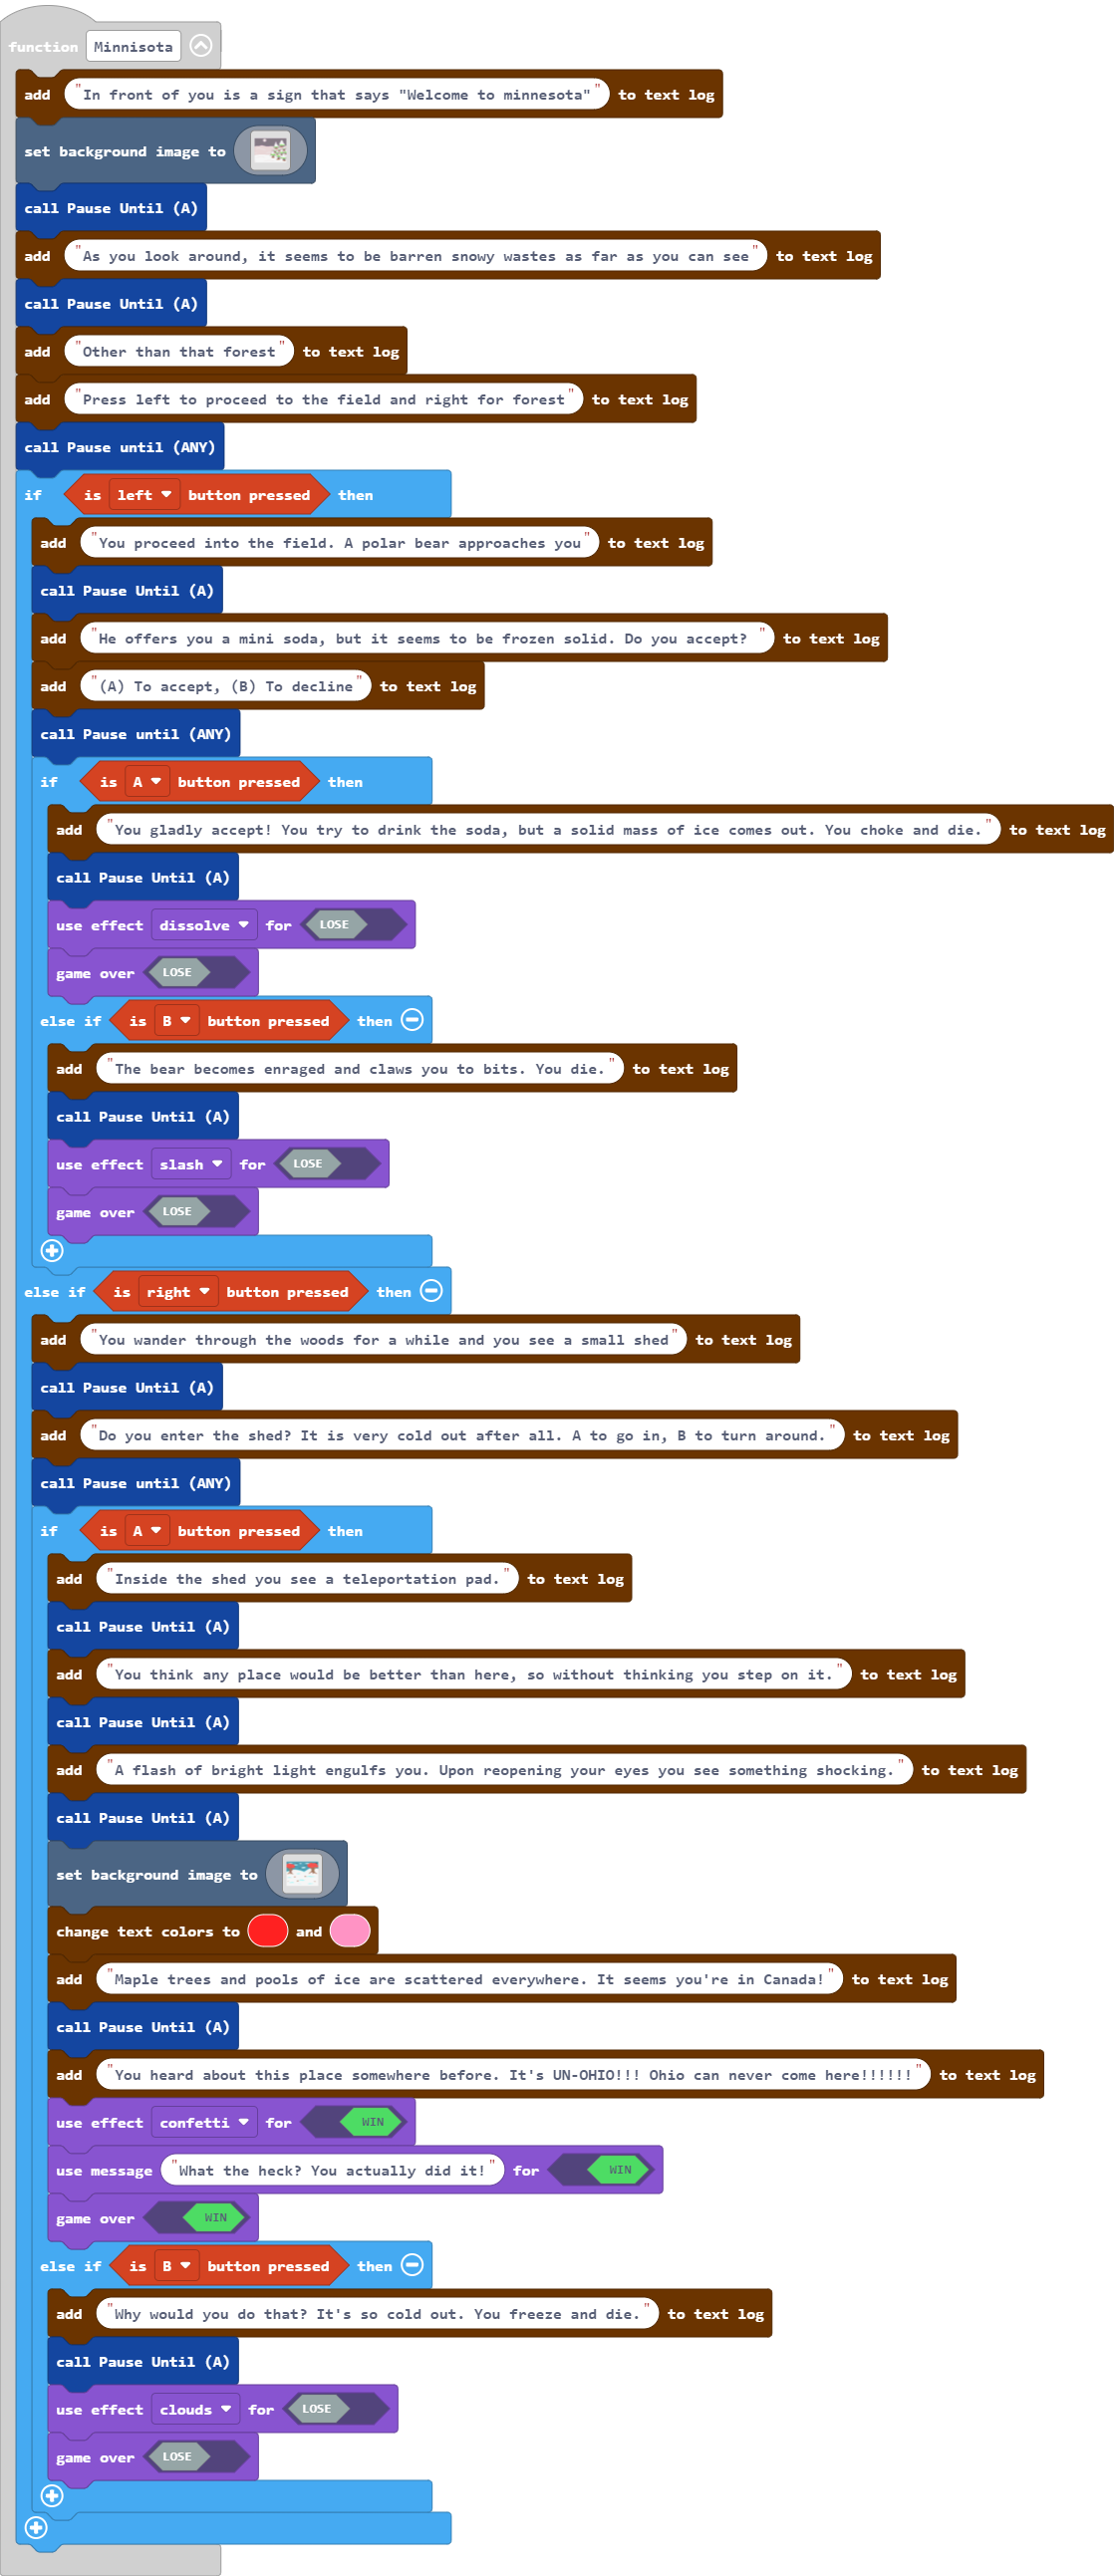 function Minnisota
add "In front of you is a sign that says "Welcome to minnesota"" to text log
set background image to
call Pause Until (A)
add "As you look around, it seems to be barren snowy wastes as far as you can see" to text log
call Pause Until (A)
add "Other than that forest" to text log
add "Press left to proceed to the field and right for forest" to text log
call Pause until (ANY)
if is left button pressed then
add "You proceed into the field. A polar bear approaches you" to text log
call Pause Until (A)
add "He offers you a mini soda, but it seems to be frozen solid. Do you accept? " to text log
add "(A) To accept, (B) To decline" to text log
call Pause until (ANY)
if is A button pressed then
add "You gladly accept! You try to drink the soda, but a solid mass of ice comes out. You choke and die." to text log
call Pause Until (A)
use effect dissolve for LOSE
game over LOSE
else if is B button pressed then
add "The bear becomes enraged and claws you to bits. You die." to text log
call Pause Until (A)
use effect slash for LOSE
game over LOSE
else if is right button pressed then
add "You wander through the woods for a while and you see a small shed" to text log
call Pause Until (A)
add "Do you enter the shed? It is very cold out after all. A to go in, B to turn around." to text log
call Pause until (ANY)
if is A button pressed then
add "Inside the shed you see a teleportation pad." to text log
call Pause Until (A)
add "You think any place would be better than here, so without thinking you step on it." to text log
call Pause Until (A)
add "A flash of bright light engulfs you. Upon reopening your eyes you see something shocking." to text log
call Pause Until (A)
set background image to
change text colors to and
add "Maple trees and pools of ice are scattered everywhere. It seems you're in Canada!" to text log
call Pause Until (A)
add "You heard about this place somewhere before. It's UN-OHIO!!! Ohio can never come here!!!!!!" to text log
use effect confetti for WIN
use message "What the heck? You actually did it!" for WIN
game over WIN
else if is B button pressed then
add "Why would you do that? It's so cold out. You freeze and die." to text log
call Pause Until (A)
use effect clouds for LOSE
game over LOSE